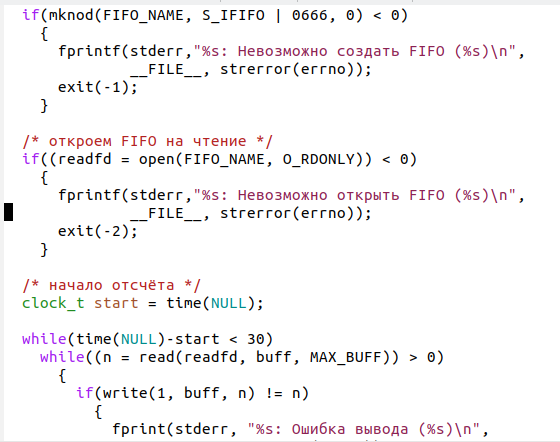 if(mknod(FIFO_NAME, S_IFIFO | 0666, 0) < 0)
{
fprintf(stderr,"%s: Невозможно создать FIFO (%s)\n",
__FILE__, strerror(errno));
exit(-1);
}
/* откроем FIFO на чтение */
if((readfd = open(FIFO_NAME, O_RDONLY)) < 0)
{
fprintf(stderr,"%s: Невозможно открыть FIFO (%s)\n",
__FILE__, strerror(errno));
exit(-2);
}
/* начало отсчёта */
clock_t start = time(NULL);
while(time(NULL)-start < 30)
while((n = read(readfd, buff, MAX_BUFF)) > 0)
{
if(write(1, buff, n) != n)
{
fprint(stderr, "%s: Ошибка вывода (%s)\n",